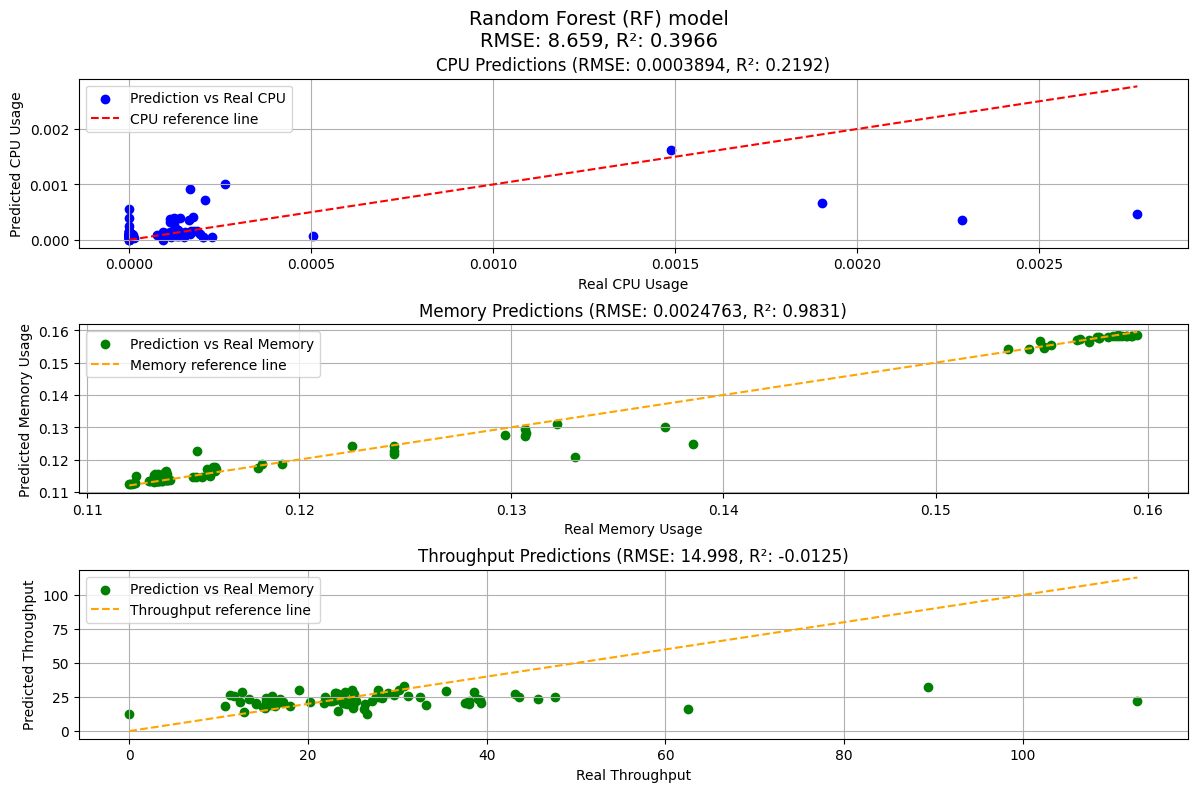 Random Forest (RF) model
RMSE: 8.659, R²: 0.3966
CPU Predictions (RMSE: 0.0003894, R²: 0.2192)
Prediction vs Real CPU
CPU reference line
Predicted CPU Usage
0.002
0.001
0.000
0.0000 0.0005 0.0010 0.0015 0.0020 0.0025
Real CPU Usage
Memory Predictions (RMSE: 0.0024763, R²: 0.9831)
Prediction vs Real Memory
Memory reference line
Predicted Memory Usage
0.16
0.15
0.14
0.13
0.12
0.11
0.11 0.12 0.13 0.14 0.15 0.16
Real Memory Usage
Throughput Predictions (RMSE: 14.998, R²: -0.0125)
Prediction vs Real Memory
Throughput reference line
Predicted Throughput
100
75
50
25
0
0 20 40 60 80 100
Real Throughput